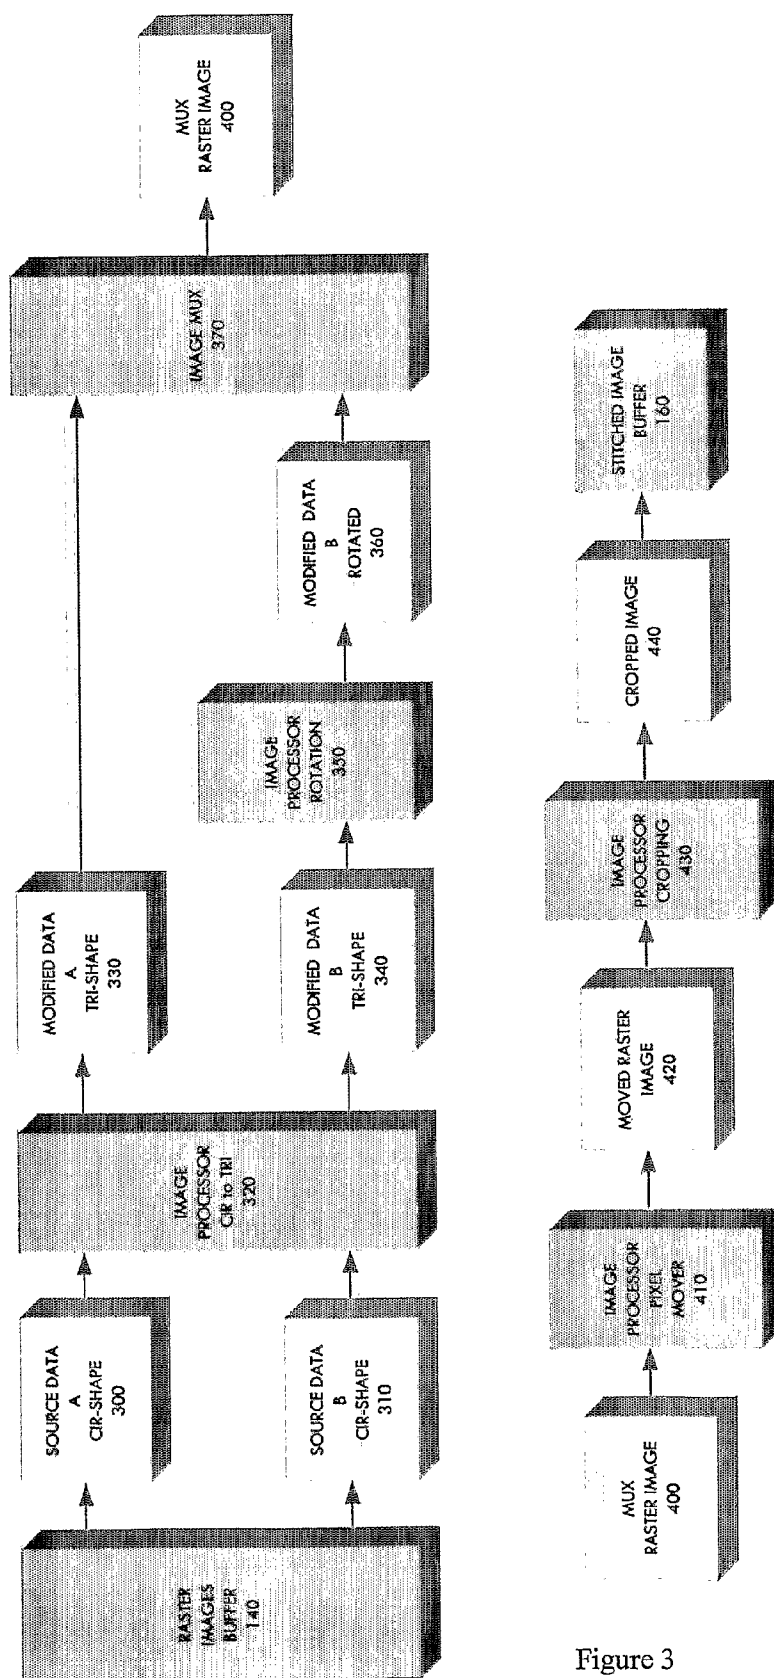 RASTER
IMAGES
BUFFER
140
SOURCE DATA
A
CIR-SHAPE
300
SOURCE DATA
B
CIR-SHAPE
310
IMAGE
PROCESSOR
CIR to TRI
320
MODIFIED DATA
A
TRI-SHAPE
330
MODIFIED DATA
B
TRI-SHAPE
340
IMAGE
PROCESSOR
ROTATION
350
MODIFIED DATA
B
ROTATED
360
IMAGE MUX
370
MUX
RASTER IMAGE
400
MUX
RASTER IMAGE
400
IMAGE
PROCESSOR
PIXEL
MOVER
410
MOVED RASTER
IMAGE
420
IMAGE
PROCESSOR
CROPPING
430
CROPPED IMAGE
440
STITCHED IMAGE
BUFFER
160
Figure 3